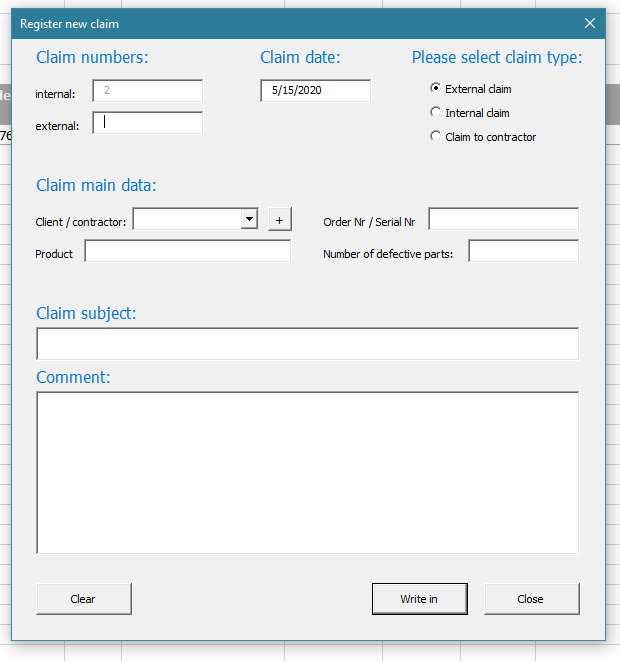 Register new claim
Claim numbers:
Claim date:
Please select claim type:
internal:
2
5/15/2020
External claim
external:
Internal claim
Claim to contractor
76
Claim main data:
Client / contractor:
+
Order Nr / Serial Nr
Product
Number of defective parts:
Claim subject:
Comment:
Clear
Write in
Close